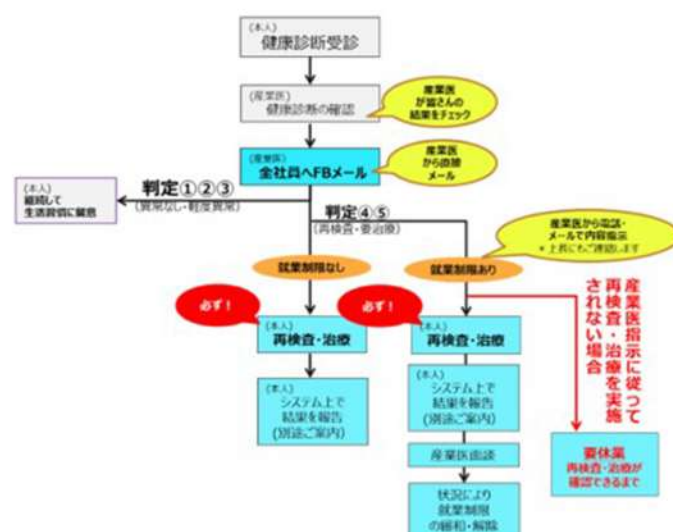 (本人)
健康診断受診
(産業医)
健康診断の確認
産業医
が皆さんの
結果をチェック
(産業医)
全社員へFBメール
産業医
から直接
メール
判定①②③
(異常なし・軽度異常)
(本人)
継続して
生活習慣に留意
判定④⑤
(再検査・要治療)
産業医から電話・
メールで内容指示
*上長にもご連絡します
就業制限なし
就業制限あり
必ず!
(本人)
再検査・治療
必ず!
(本人)
再検査・治療
産業医指示に従って
再検査・治療を実施
されない場合
(本人)
システム上で
結果を報告
(別途ご案内)
(本人)
システム上で
結果を報告
(別途ご案内)
産業医面談
状況により
就業制限
の緩和・解除
要休業
再検査・治療が
確認できるまで